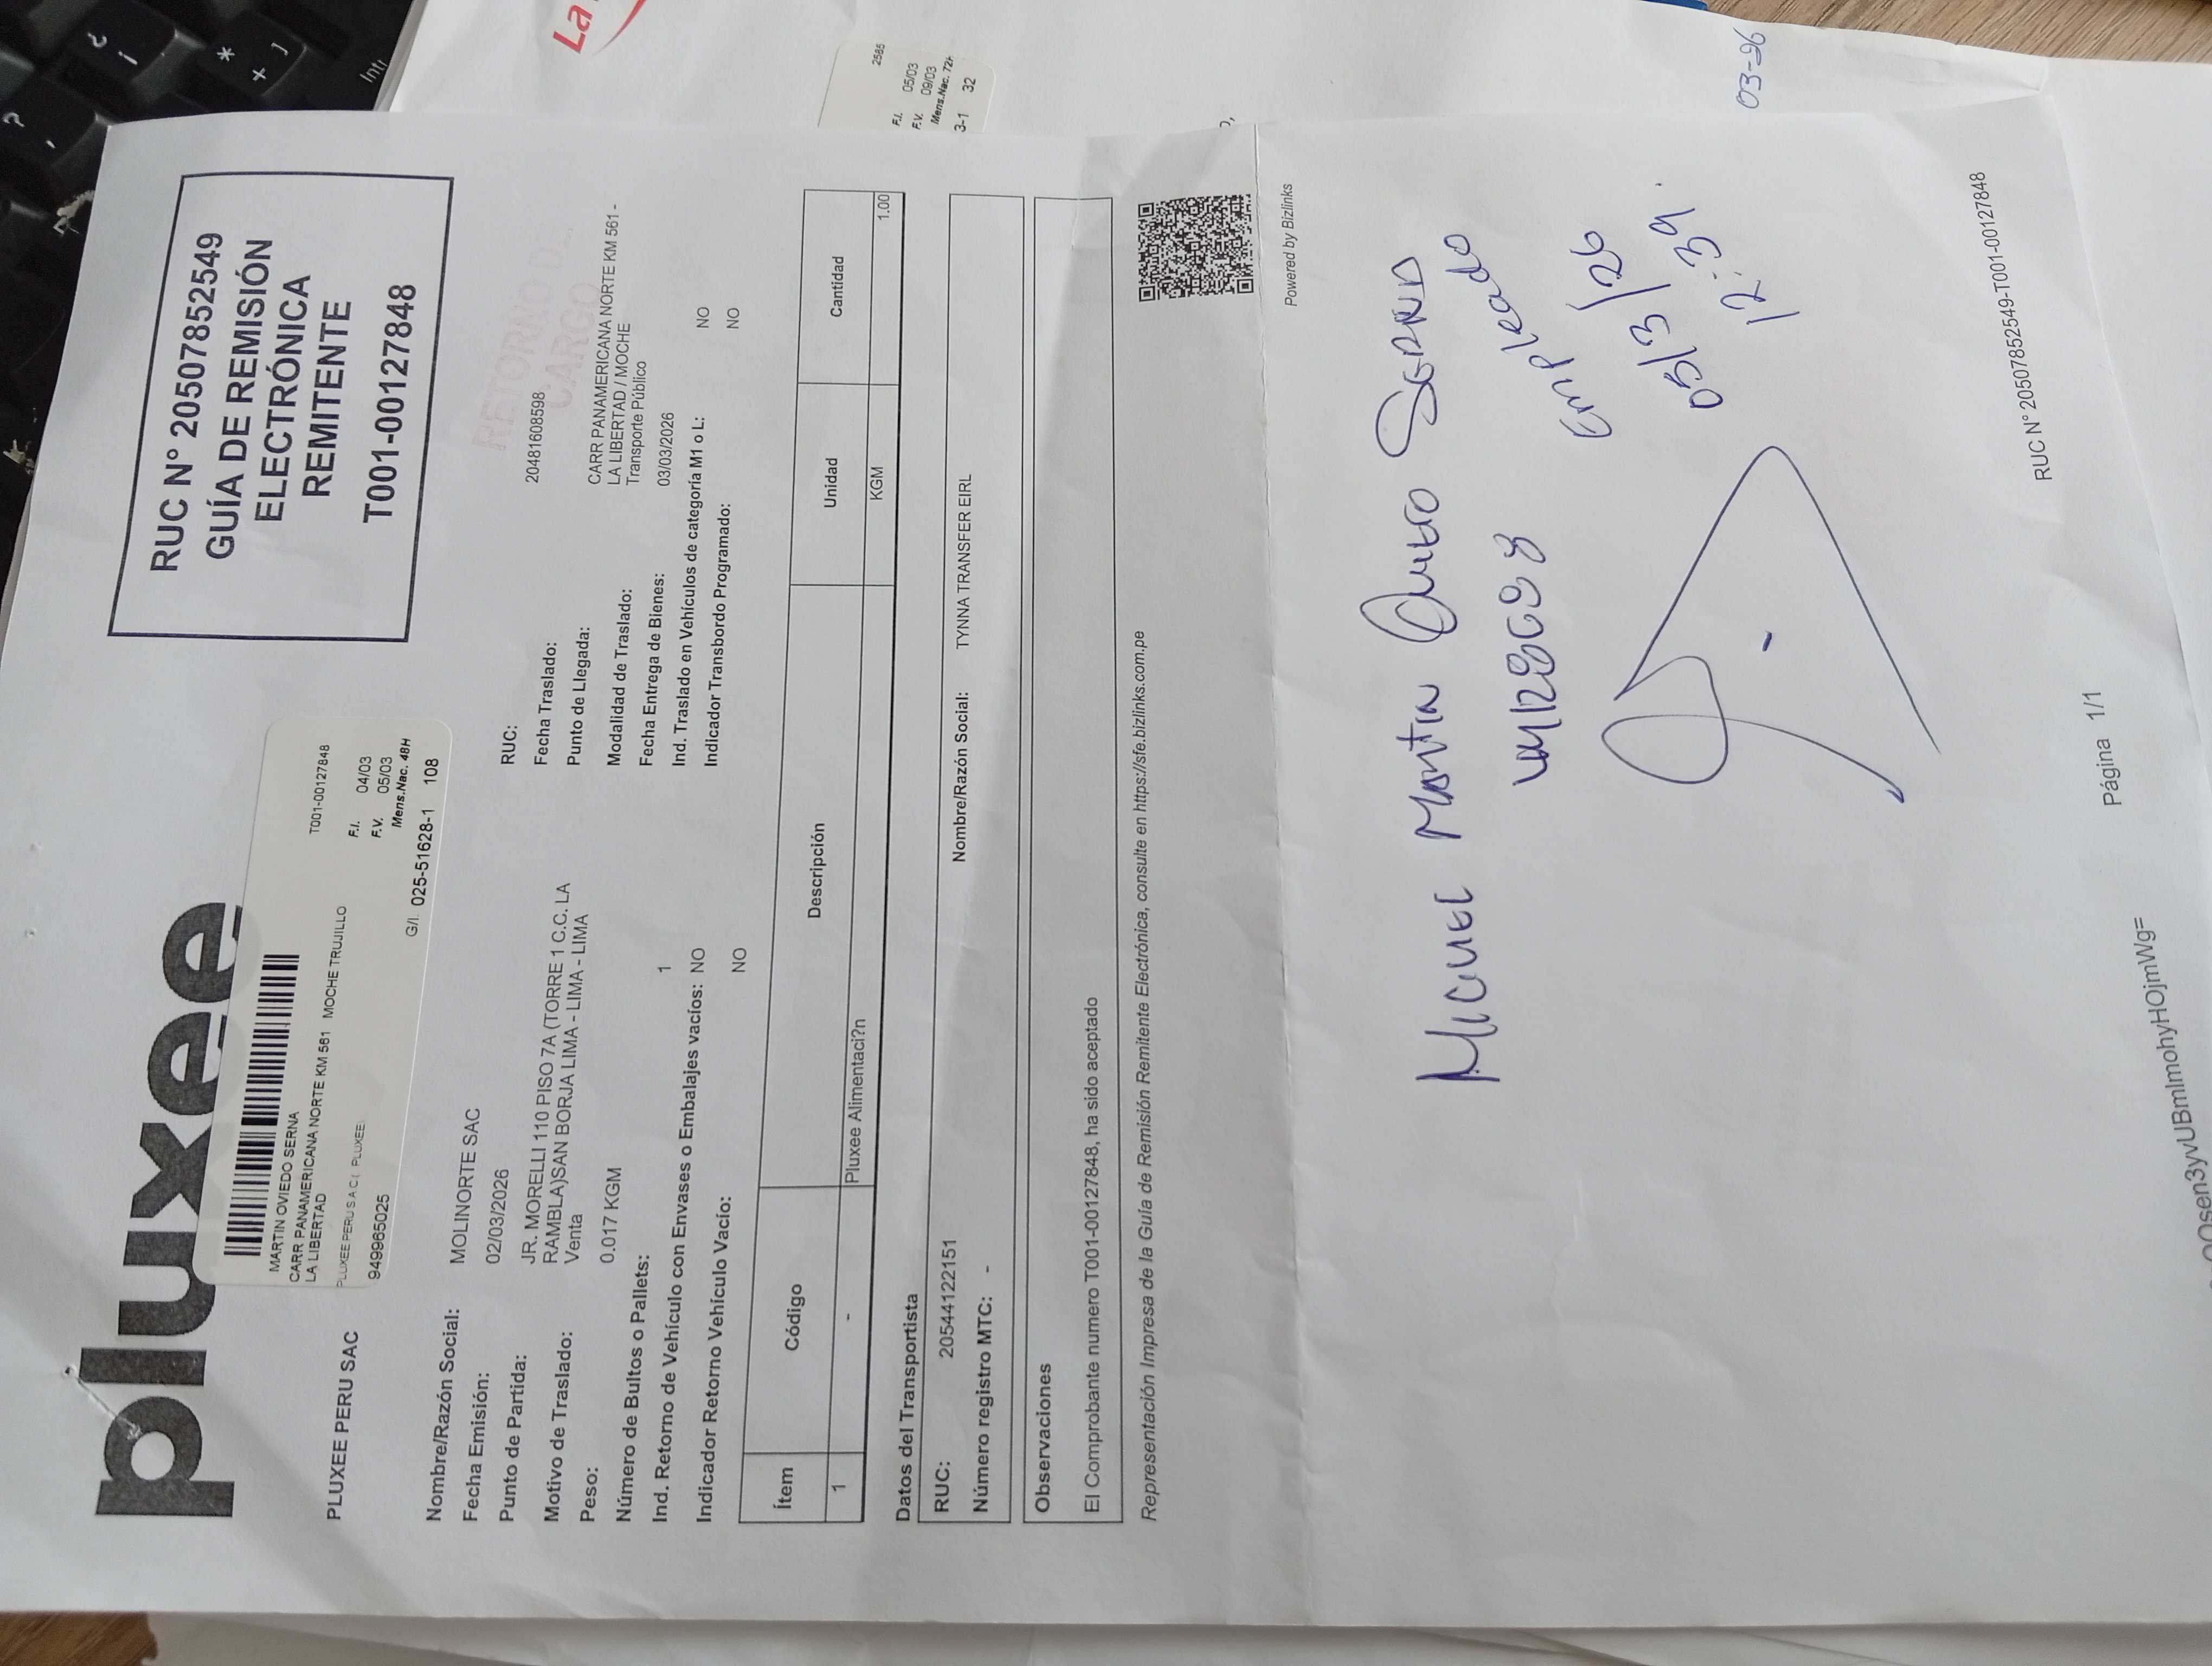 pluxee
RUC N° 20507852549
GUÍA DE REMISIÓN
ELECTRÓNICA
REMITENTE
T001-00127848
MARTIN OVIEDO SERNA
CARR PANAMERICANA NORTE KM 561 MOCHE TRUJILLO
LA LIBERTAD
PLUXEE PERU S.A.C ( PLUXEE)
949965025
T001-00127848
F.I. 04/03
F.V. 05/03
Mens.Nac. 48H
G/I. 025-51628-1 108
PLUXEE PERU SAC
RETORNO D
CARGO
Nombre/Razón Social: MOLINORTE SAC
Fecha Emisión: 02/03/2026
RUC: 20481608598
Punto de Partida: JR. MORELLI 110 PISO 7A (TORRE 1 C.C. LA
RAMBLA)SAN BORJA LIMA - LIMA - LIMA
Fecha Traslado:
Punto de Llegada: CARR PANAMERICANA NORTE KM 561 -
LA LIBERTAD / MOCHE
Motivo de Traslado: Venta
Modalidad de Traslado: Transporte Público
Peso: 0.017 KGM
Fecha Entrega de Bienes: 03/03/2026
Número de Bultos o Pallets: 1
Ind. Traslado en Vehículos de categoría M1 o L: NO
Ind. Retorno de Vehículo con Envases o Embalajes vacíos: NO
Indicador Transbordo Programado: NO
Indicador Retorno Vehículo Vacío: NO
Ítem Código Descripción Unidad Cantidad
1 - Pluxee Alimentaci?n KGM 1.00
Datos del Transportista
RUC: 20544122151 Nombre/Razón Social: TYNNA TRANSFER EIRL
Número registro MTC: -
Observaciones
El Comprobante numero T001-00127848, ha sido aceptado
Representación Impresa de la Guía de Remisión Remitente Electrónica, consulte en https://sfe.bizlinks.com.pe
Powered by Bizlinks
Miguel Martin Oviedo Serna
Empleado
05/3/26
12:39
RUC N° 20507852549-T001-00127848
Página 1/1
2585
F.I. 05/03
F.V. 09/03
Mens.Nac. 72H
3-1 32
La
03-26